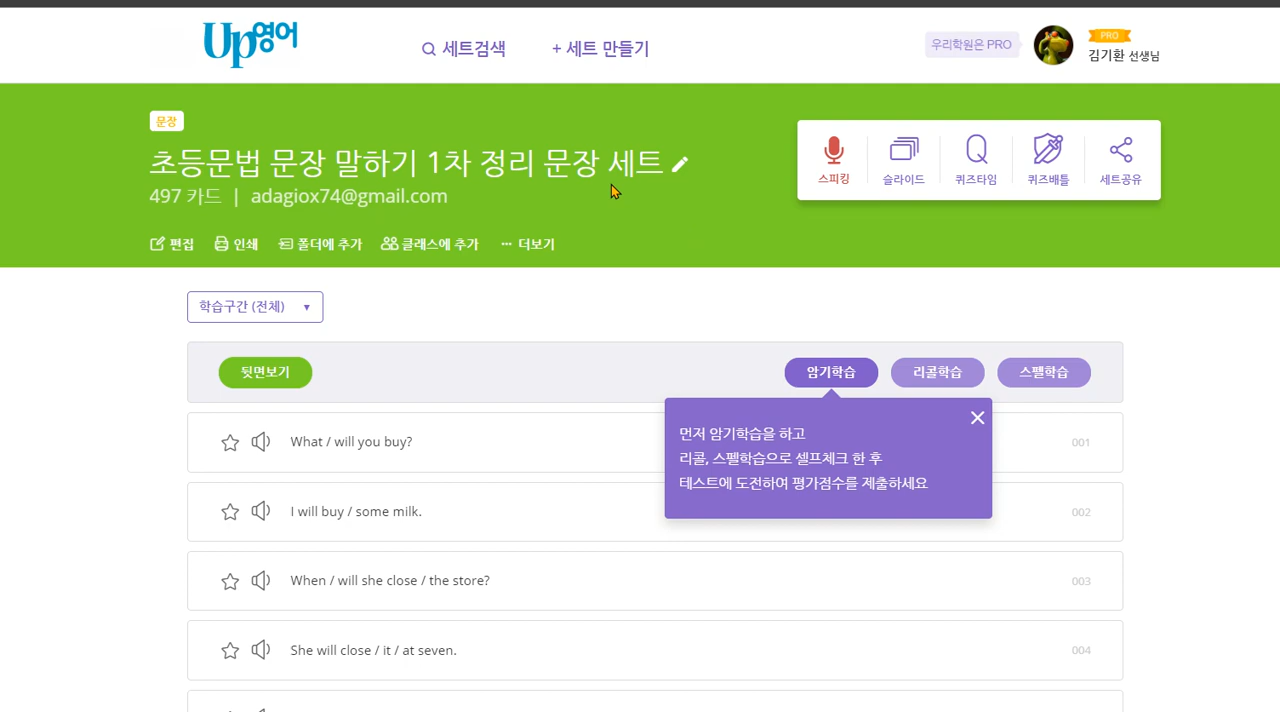 Up영어
세트검색
+ 세트 만들기
우리학원은 PRO
PRO
김기환 선생님
문장
초등문법 문장 말하기 1차 정리 문장 세트
497 카드 | adagiox74@gmail.com
스피킹
슬라이드
퀴즈타임
퀴즈배틀
세트공유
편집
인쇄
폴더에 추가
클래스에 추가
··· 더보기
학습구간 (전체) ▼
뒷면보기
암기학습
리콜학습
스펠학습
먼저 암기학습을 하고
리콜, 스펠학습으로 셀프체크 한 후
테스트에 도전하여 평가점수를 제출하세요
What / will you buy?
001
I will buy / some milk.
002
When / will she close / the store?
003
She will close / it / at seven.
004